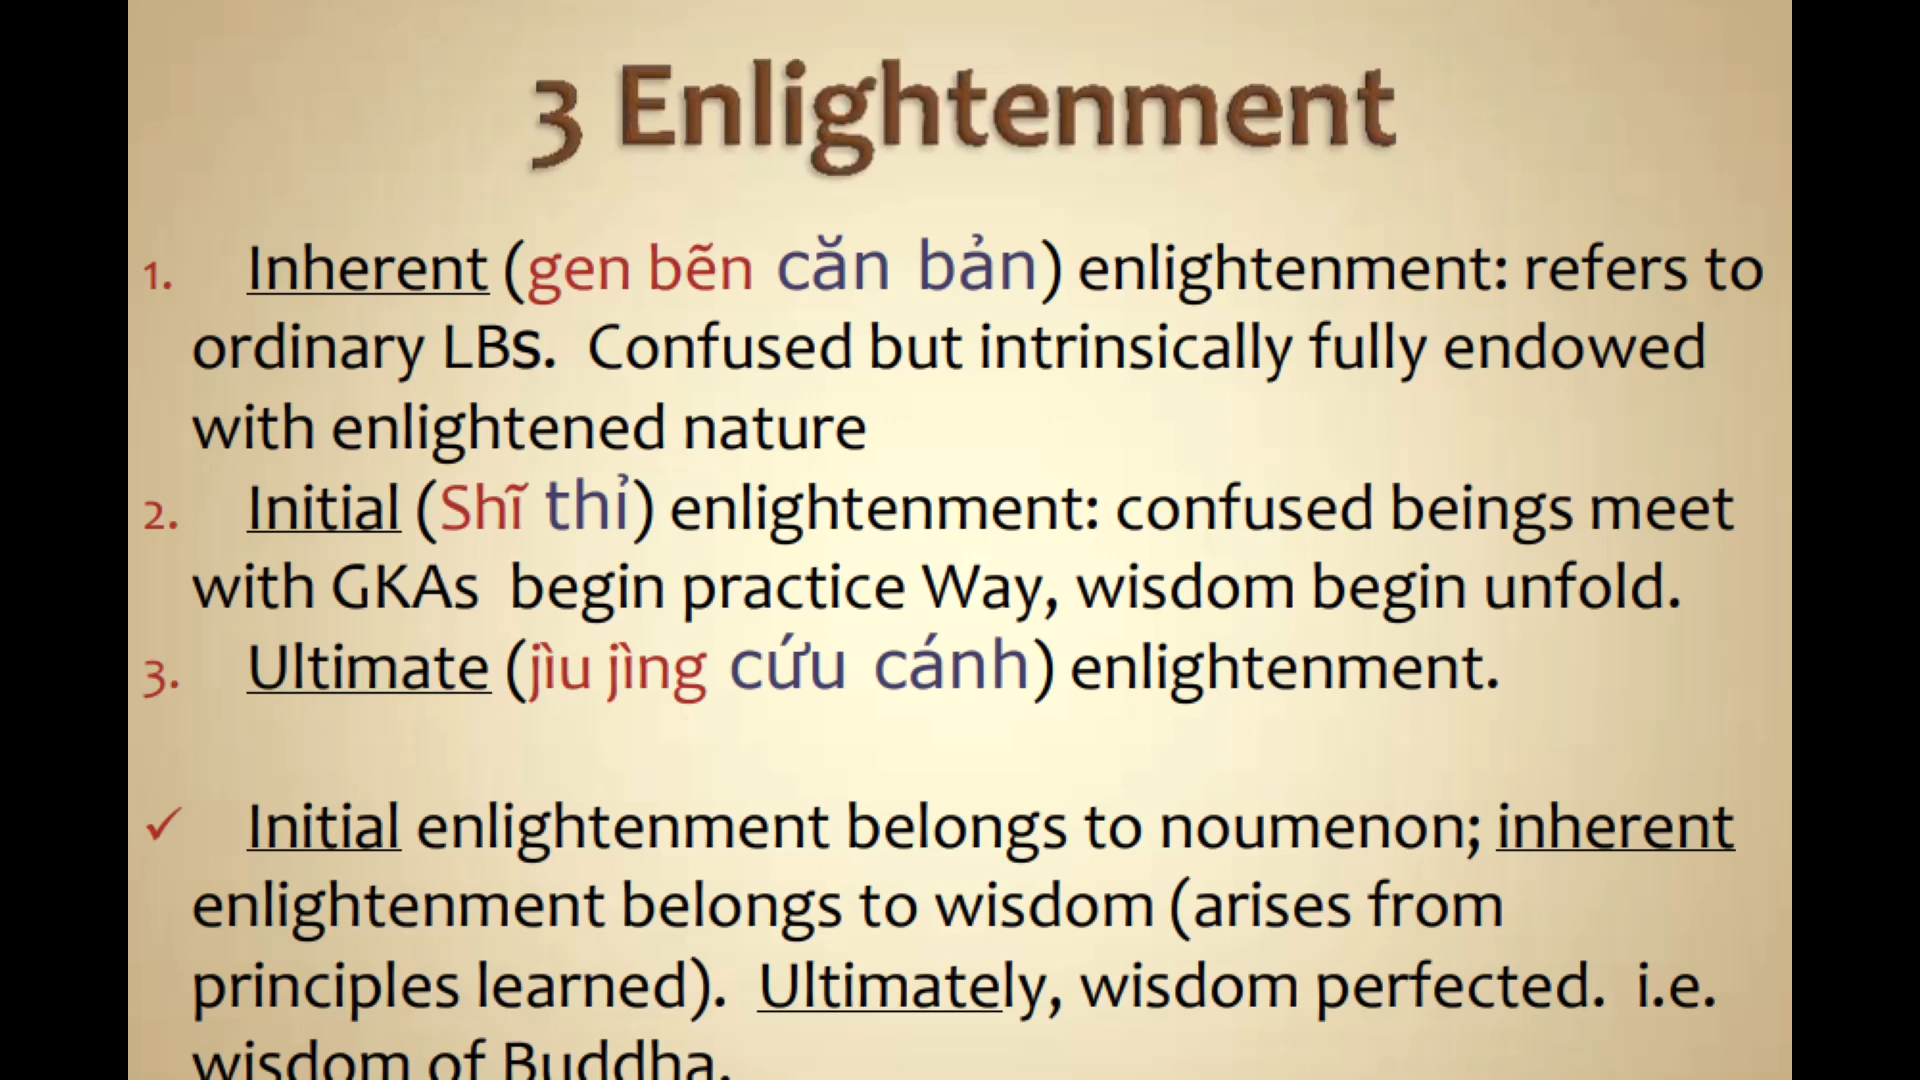 3 Enlightenment
1. Inherent (gen bẽn căn bản) enlightenment: refers to
ordinary LBs. Confused but intrinsically fully endowed
with enlightened nature
2. Initial (Shĩ thỉ) enlightenment: confused beings meet
with GKAs begin practice Way, wisdom begin unfold.
3. Ultimate (jìu jìng cứu cánh) enlightenment.
✓ Initial enlightenment belongs to noumenon; inherent
enlightenment belongs to wisdom (arises from
principles learned). Ultimately, wisdom perfected. i.e.
wisdom of Buddha.